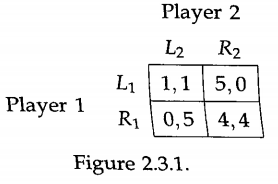 Player 2
L₂ R₂
L₁ 1,1 5,0
Player 1
R₁ 0,5 4,4
Figure 2.3.1.